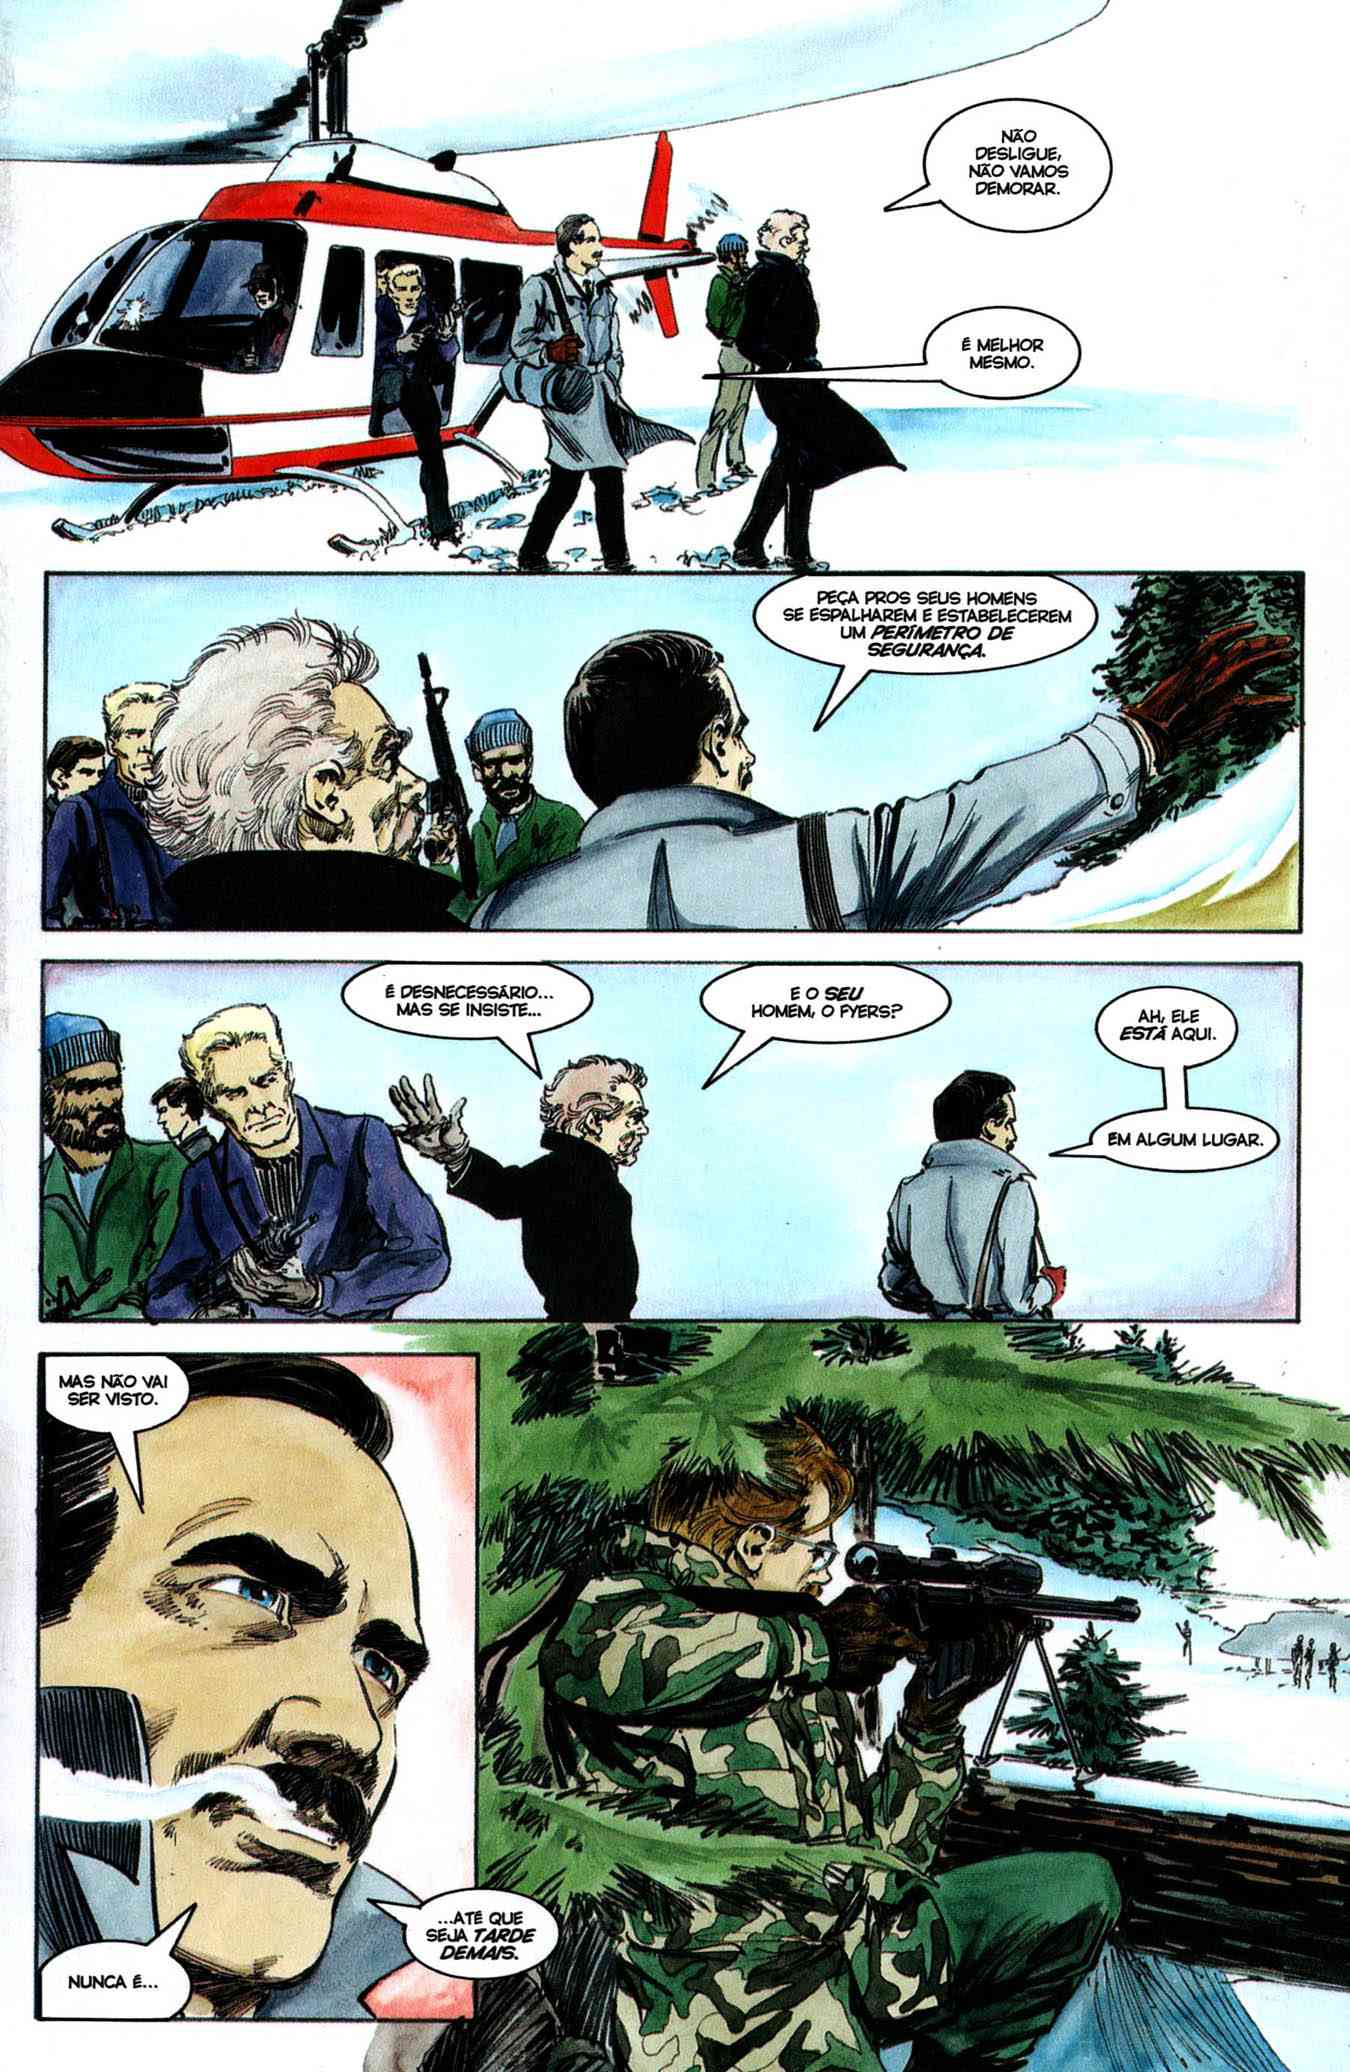 NÃO
DESLIGUE,
NÃO VAMOS
DEMORAR.
É MELHOR
MESMO.
PEÇA PROS SEUS HOMENS
SE ESPALHAREM E ESTABELECEREM
UM PERÍMETRO DE
SEGURANÇA.
É DESNECESSÁRIO...
MAS SE INSISTE...
E O SEU
HOMEM, O FYERS?
AH, ELE
ESTÁ AQUI.
EM ALGUM LUGAR.
MAS NÃO VAI
SER VISTO.
NUNCA É...
...ATÉ QUE
SEJA TARDE
DEMAIS.